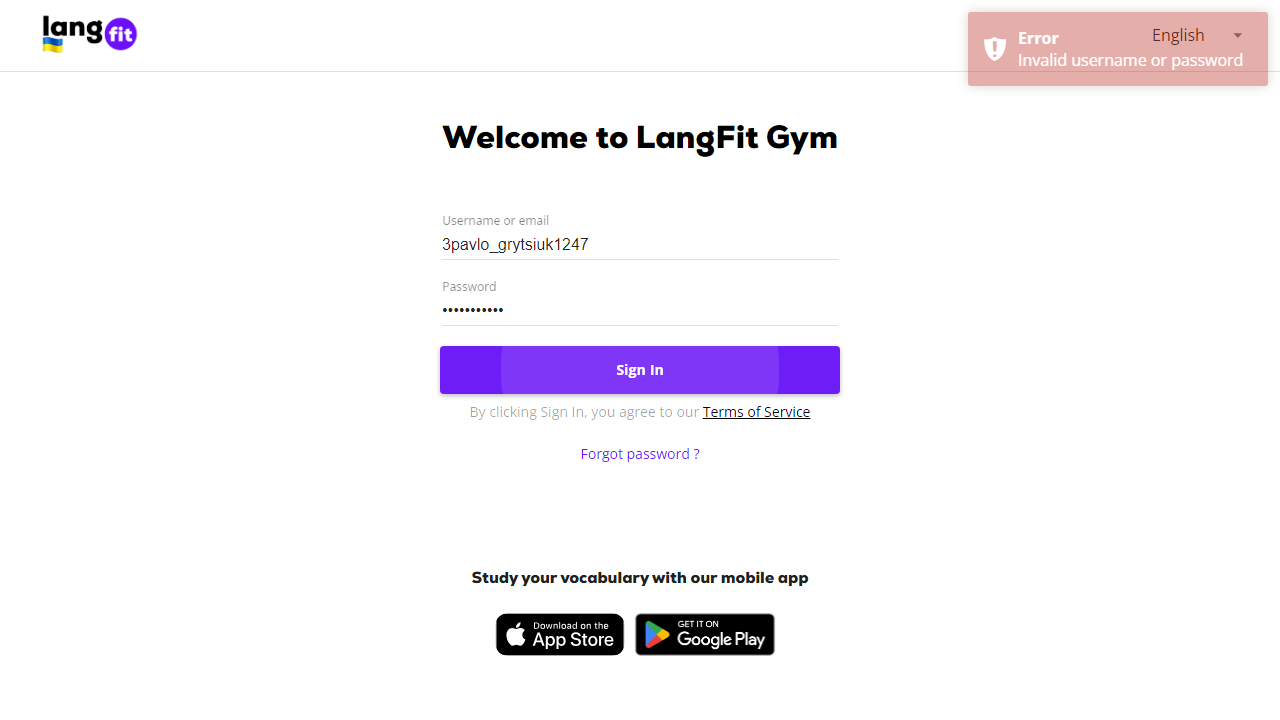 lang fit
English
Error
Invalid username or password
Welcome to LangFit Gym
Username or email
3pavlo_grytsiuk1247
Password
•••••••••••
Sign In
By clicking Sign In, you agree to our Terms of Service
Forgot password ?
Study your vocabulary with our mobile app
Download on the
App Store
GET IT ON
Google Play